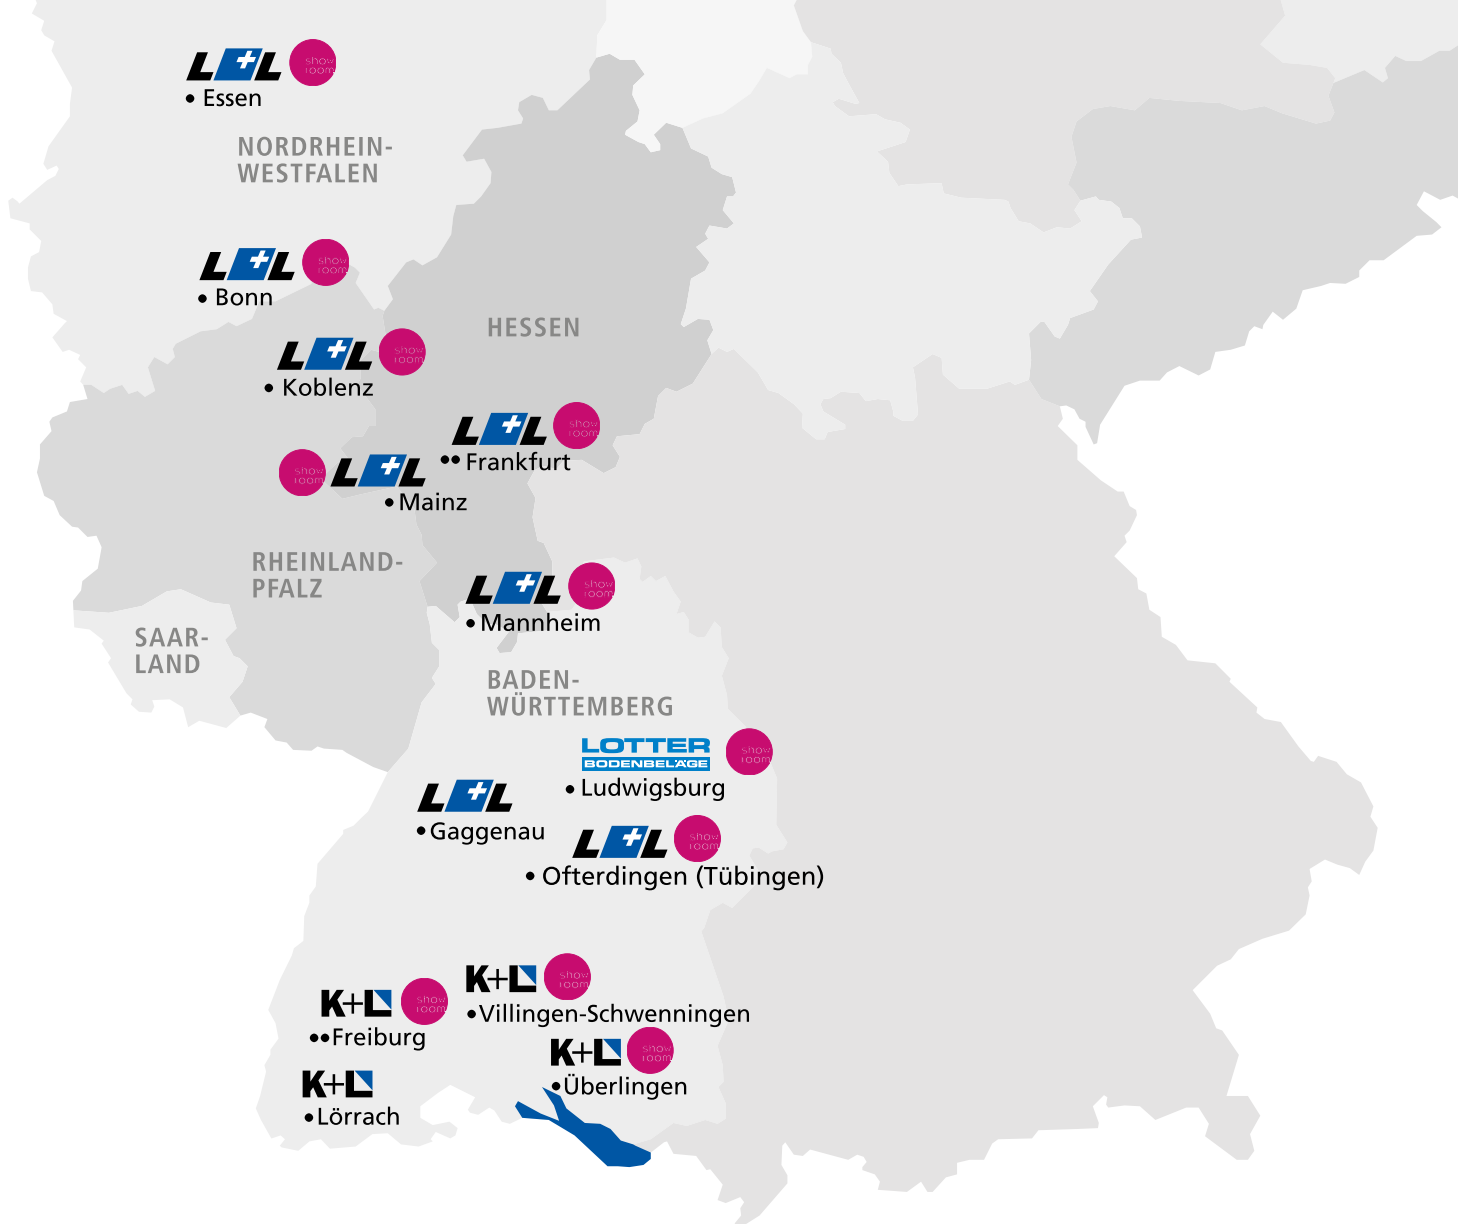 L+L show room
• Essen
NORDRHEIN-
WESTFALEN
L+L show room
• Bonn
HESSEN
L+L show room
• Koblenz
L+L show room
•• Frankfurt
show room L+L
• Mainz
RHEINLAND-
PFALZ
L+L show room
• Mannheim
SAAR-
LAND
BADEN-
WÜRTTEMBERG
LOTTER
BODENBELÄGE
show room
• Ludwigsburg
L+L
• Gaggenau
L+L show room
• Ofterdingen (Tübingen)
K+L show room
• Villingen-Schwenningen
K+L show room
•• Freiburg
K+L show room
• Überlingen
K+L
• Lörrach